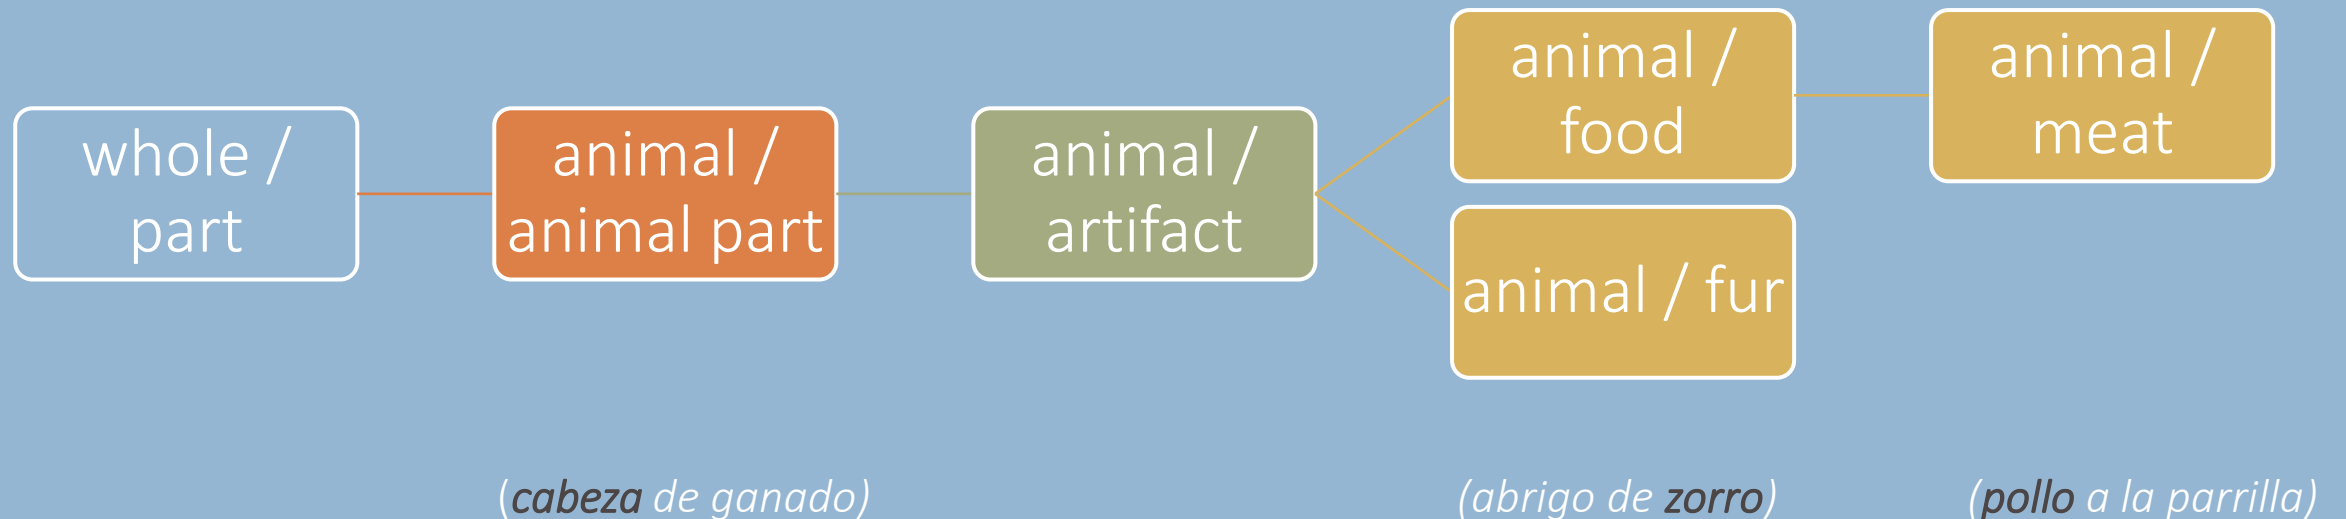 whole /
part
animal /
animal part
animal /
artifact
animal /
food
animal / fur
animal /
meat
(cabeza de ganado)
(abrigo de zorro)
(pollo a la parrilla)